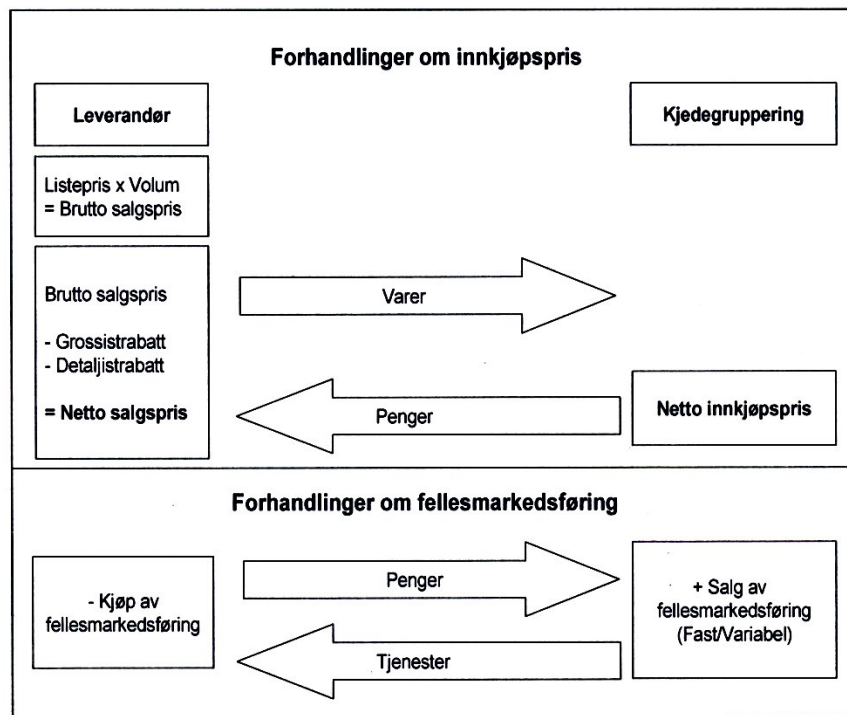 Forhandlinger om innkjøpspris
Leverandør
Kjedegruppering
Listepris x Volum
= Brutto salgspris
Brutto salgspris
- Grossistrabatt
- Detaljistrabatt
= Netto salgspris
Varer
Penger
Netto innkjøpspris
Forhandlinger om fellesmarkedsføring
- Kjøp av
fellesmarkedsføring
Penger
Tjenester
+ Salg av
fellesmarkedsføring
(Fast/Variabel)